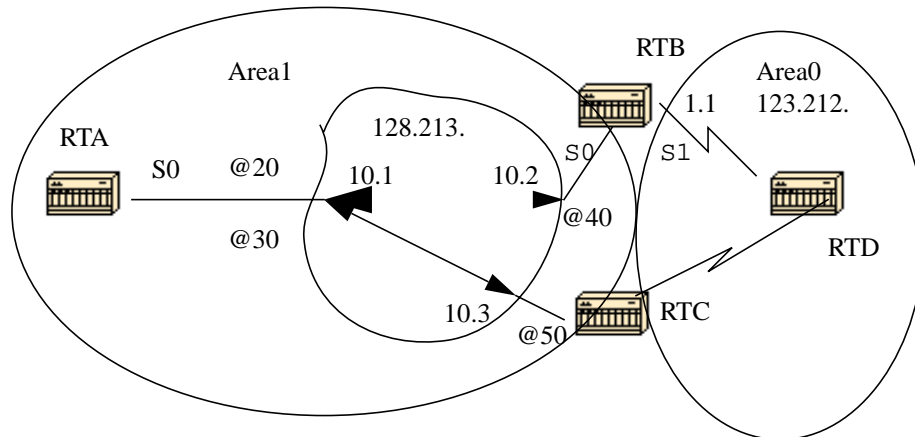 RTB
Area1
Area0
123.212.
1.1
128.213.
RTA
S0
@20
10.1
10.2
S0
S1
@40
@30
RTD
10.3
@50
RTC